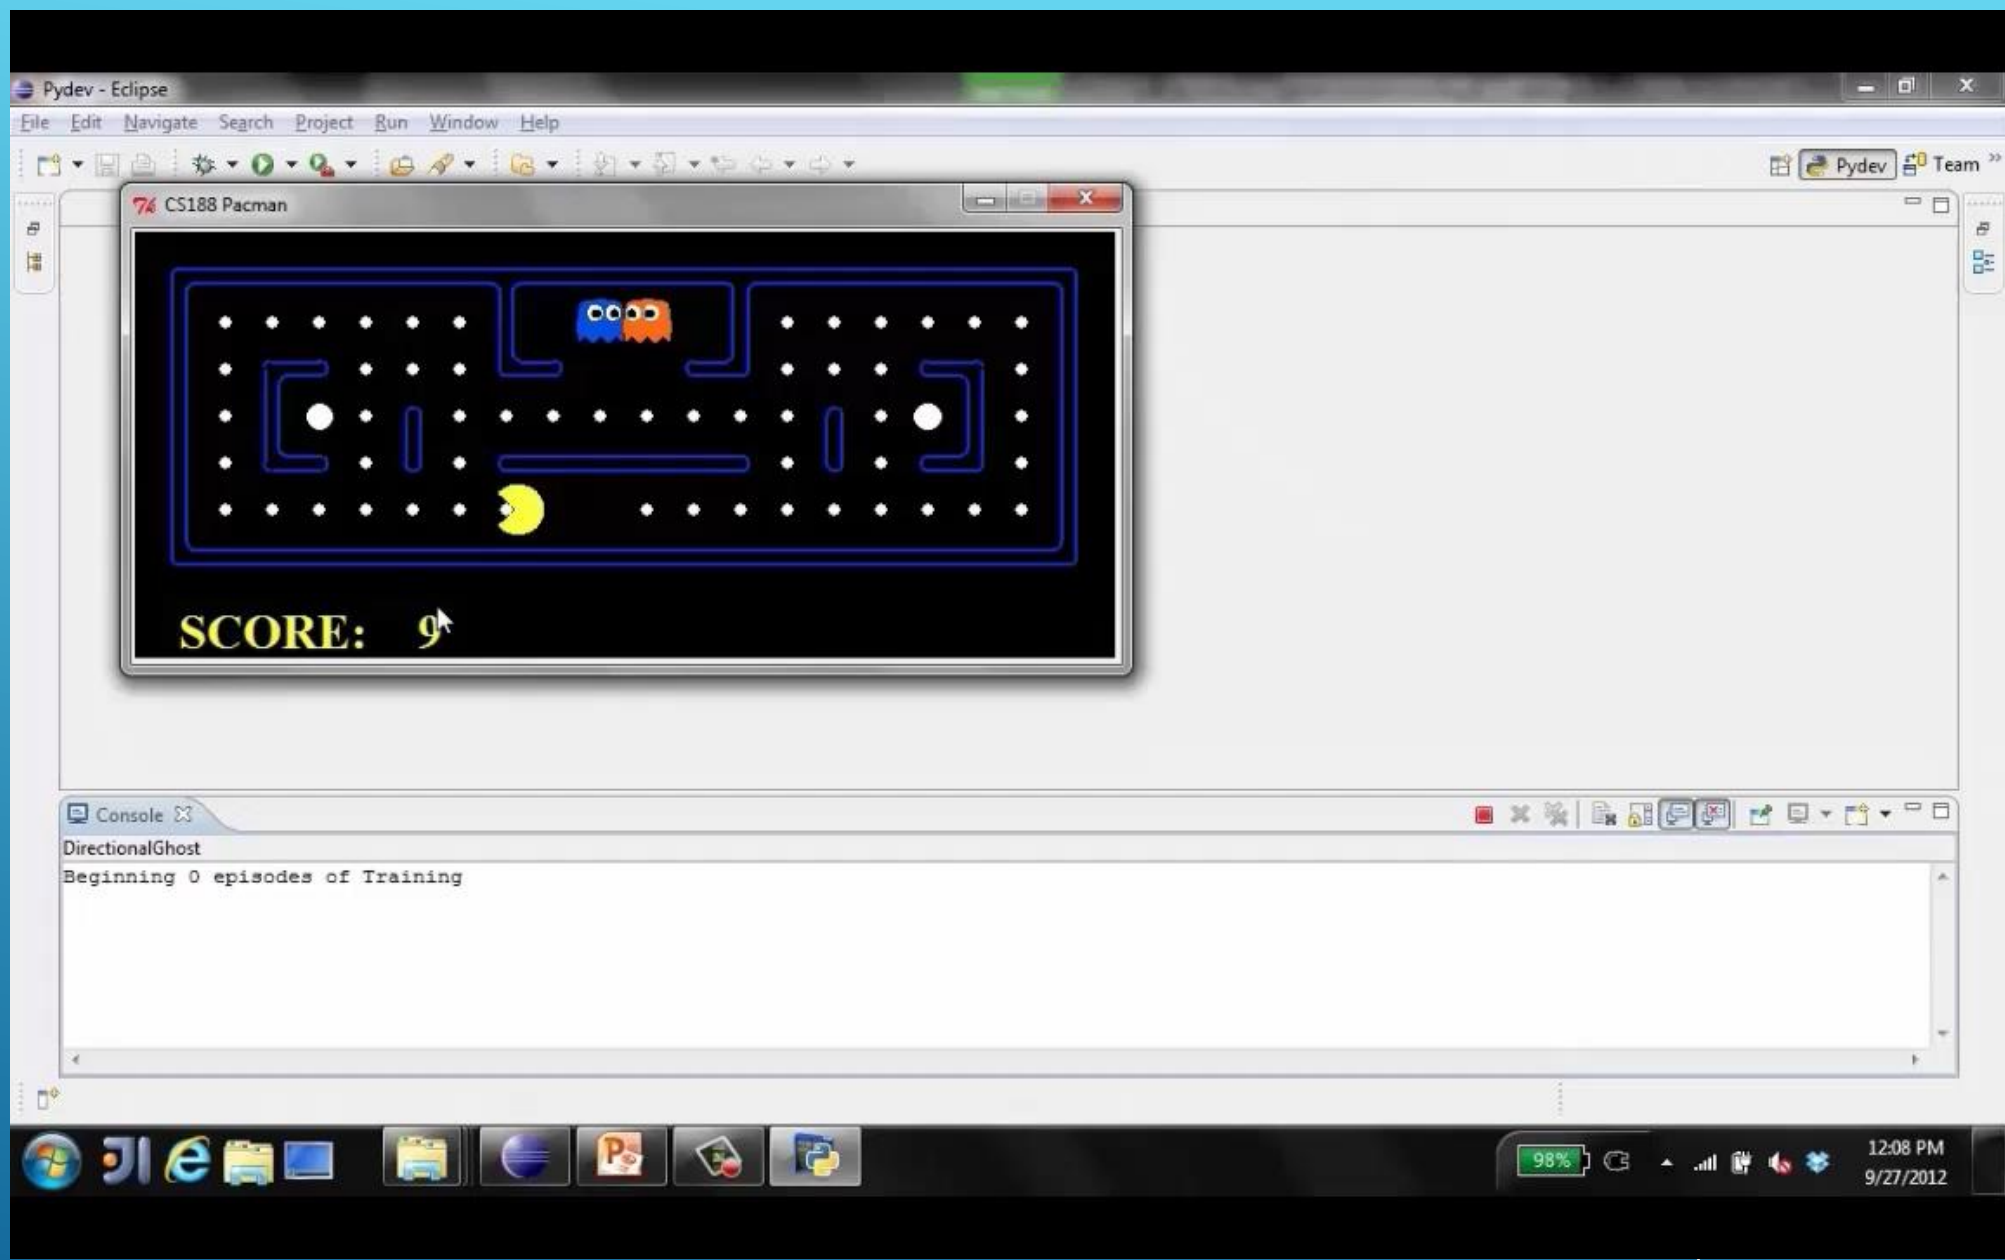 Pydev - Eclipse
File Edit Navigate Search Project Run Window Help
Pydev Team
CS188 Pacman
SCORE: 9
Console
DirectionalGhost
Beginning 0 episodes of Training
98%
12:08 PM
9/27/2012